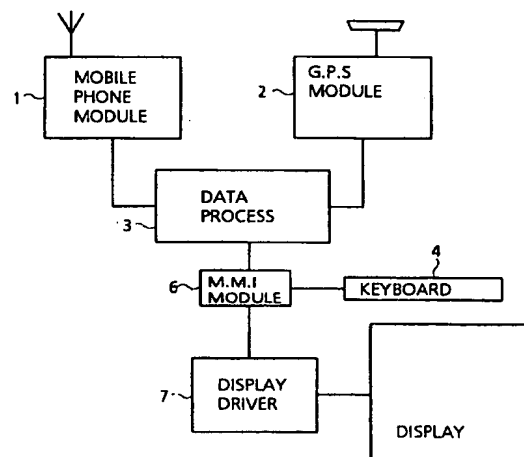 MOBILE
PHONE
MODULE
1
G.P.S
MODULE
2
DATA
PROCESS
3
4
6
M.M.I
MODULE
KEYBOARD
DISPLAY
DRIVER
7
DISPLAY